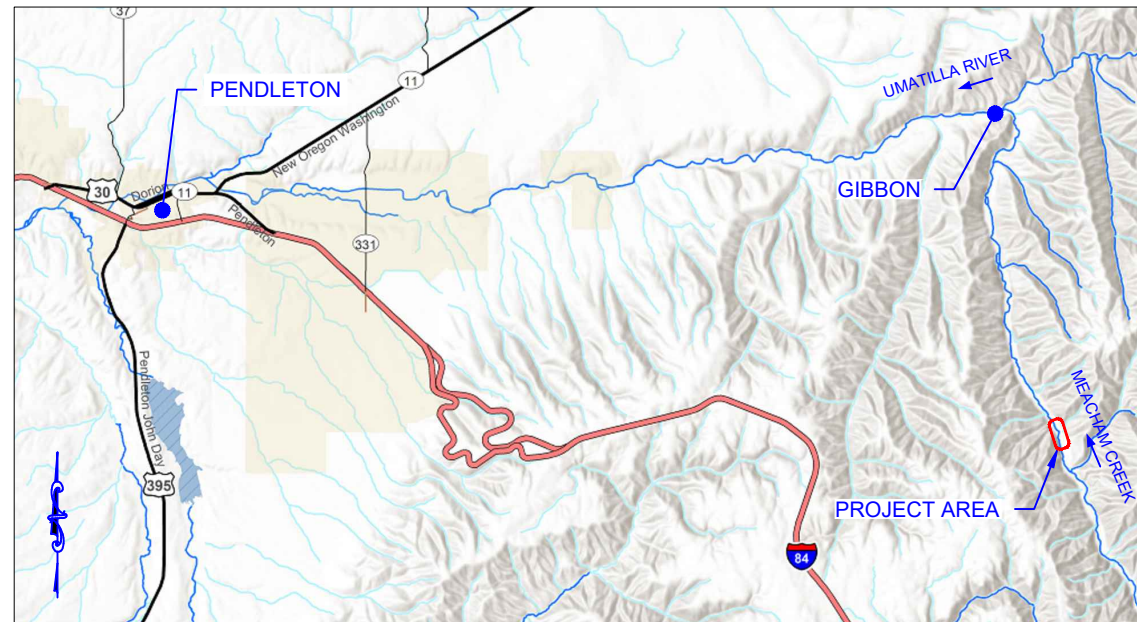 37
11
UMATILLA RIVER
PENDLETON
New Oregon Washington
GIBBON
30
Dorion
11
Pendleton
331
Pendleton John Day
MEACHAM CREEK
395
PROJECT AREA
84